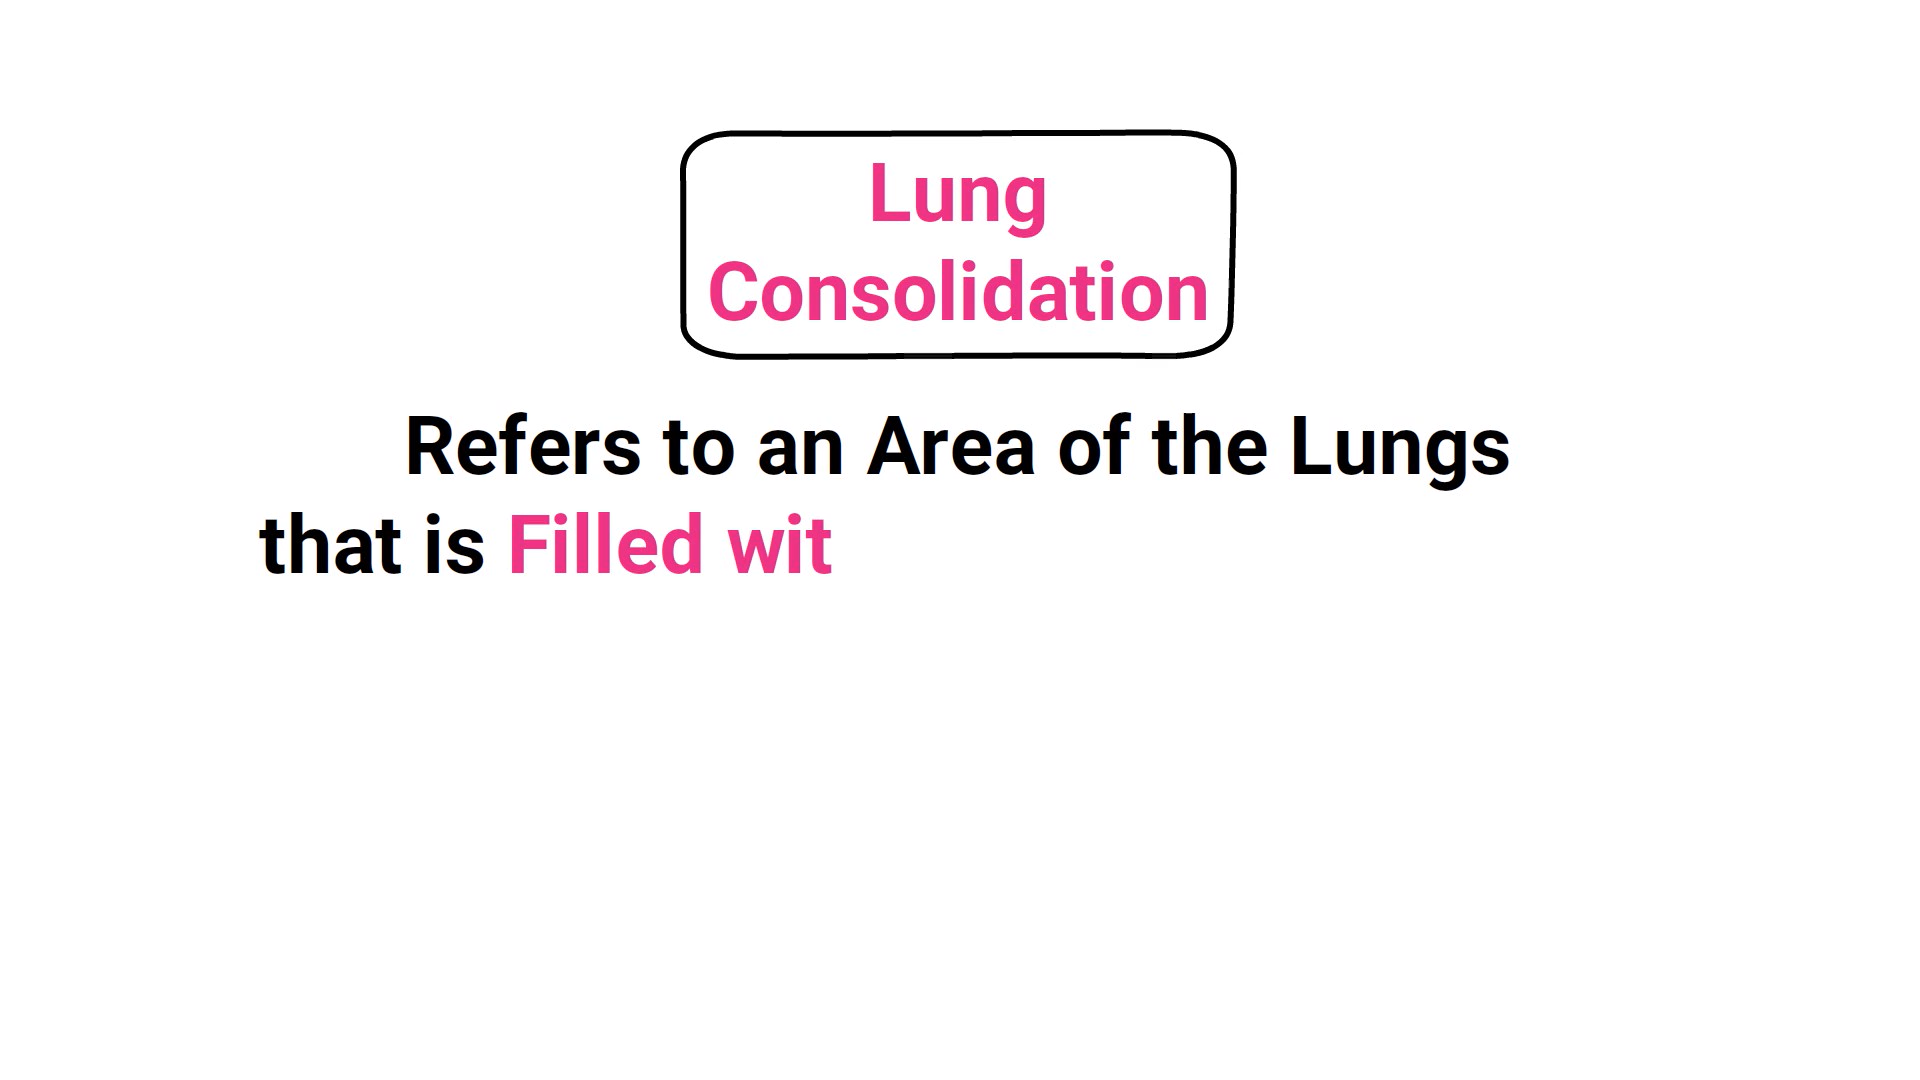 Lung
Consolidation
Refers to an Area of the Lungs
that is Filled wit